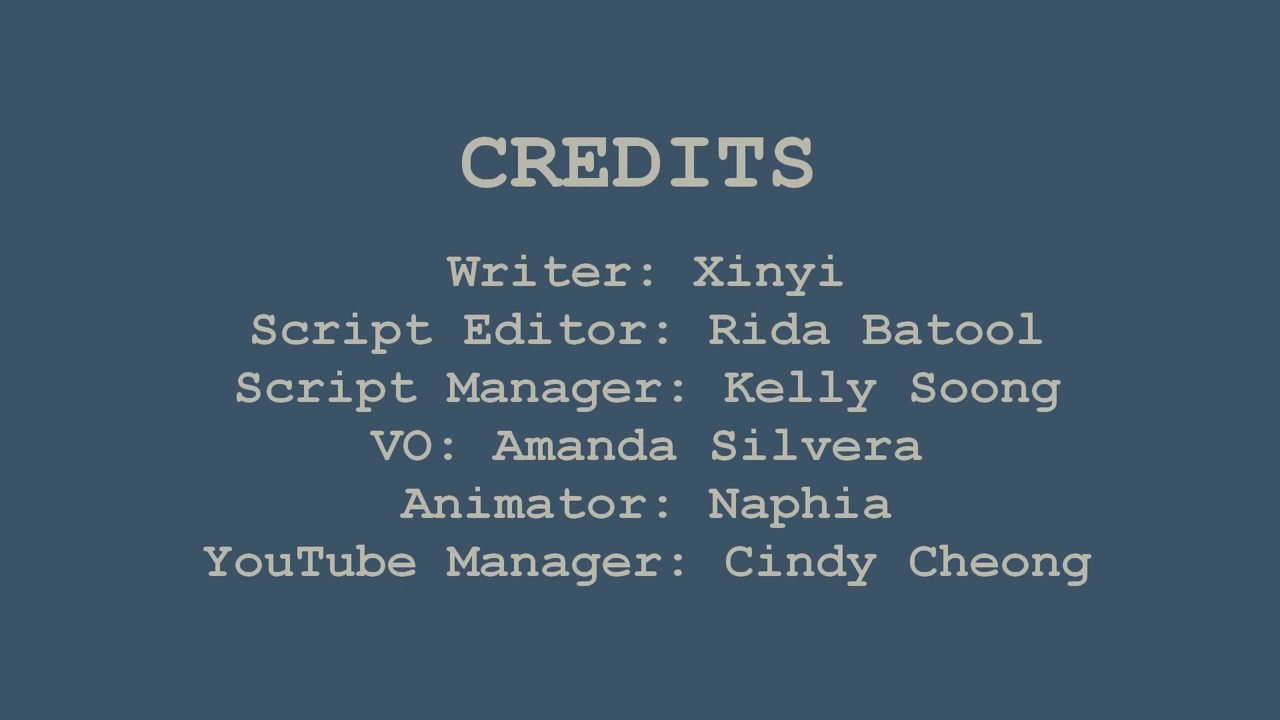 CREDITS
Writer: Xinyi
Script Editor: Rida Batool
Script Manager: Kelly Soong
VO: Amanda Silvera
Animator: Naphia
YouTube Manager: Cindy Cheong